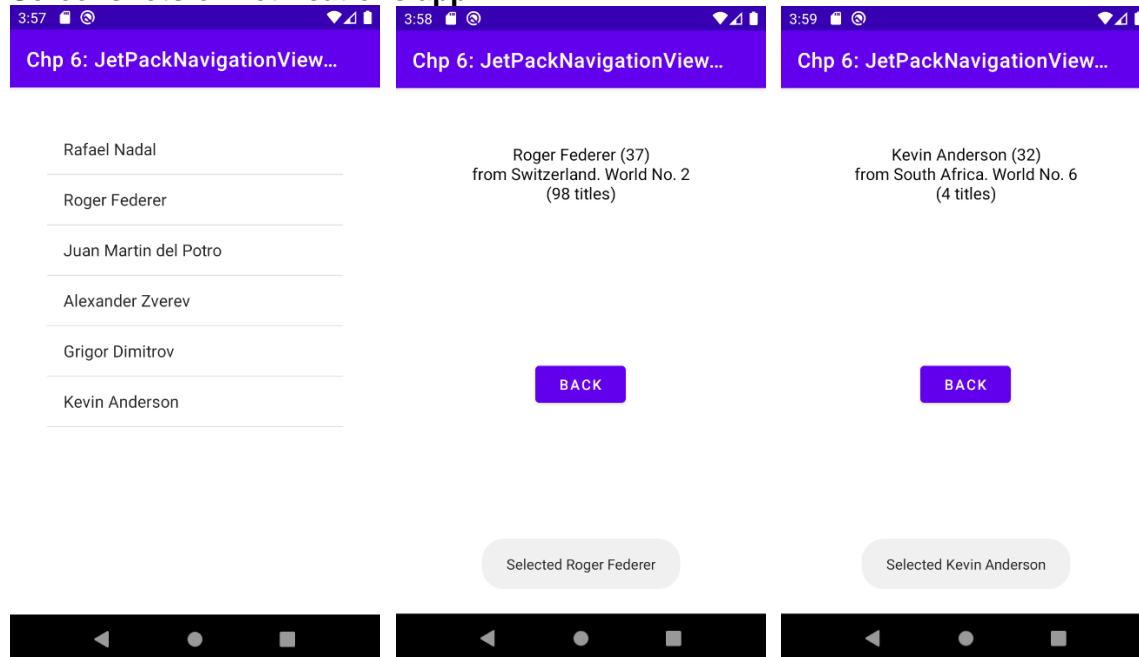 3:57
Chp 6: JetPackNavigationView...
Rafael Nadal
Roger Federer
Juan Martin del Potro
Alexander Zverev
Grigor Dimitrov
Kevin Anderson
3:58
Chp 6: JetPackNavigationView...
Roger Federer (37)
from Switzerland. World No. 2
(98 titles)
BACK
Selected Roger Federer
3:59
Chp 6: JetPackNavigationView...
Kevin Anderson (32)
from South Africa. World No. 6
(4 titles)
BACK
Selected Kevin Anderson